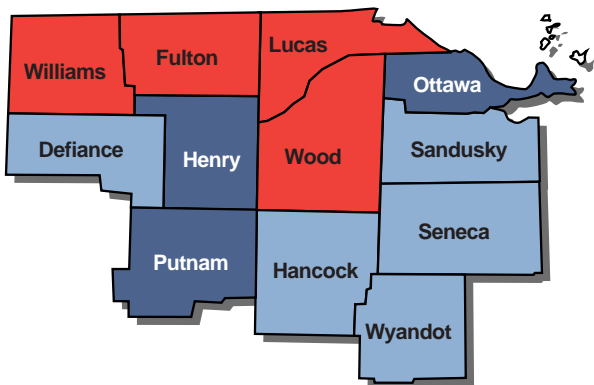 Williams
Fulton
Lucas
Ottawa
Defiance
Henry
Wood
Sandusky
Seneca
Putnam
Hancock
Wyandot